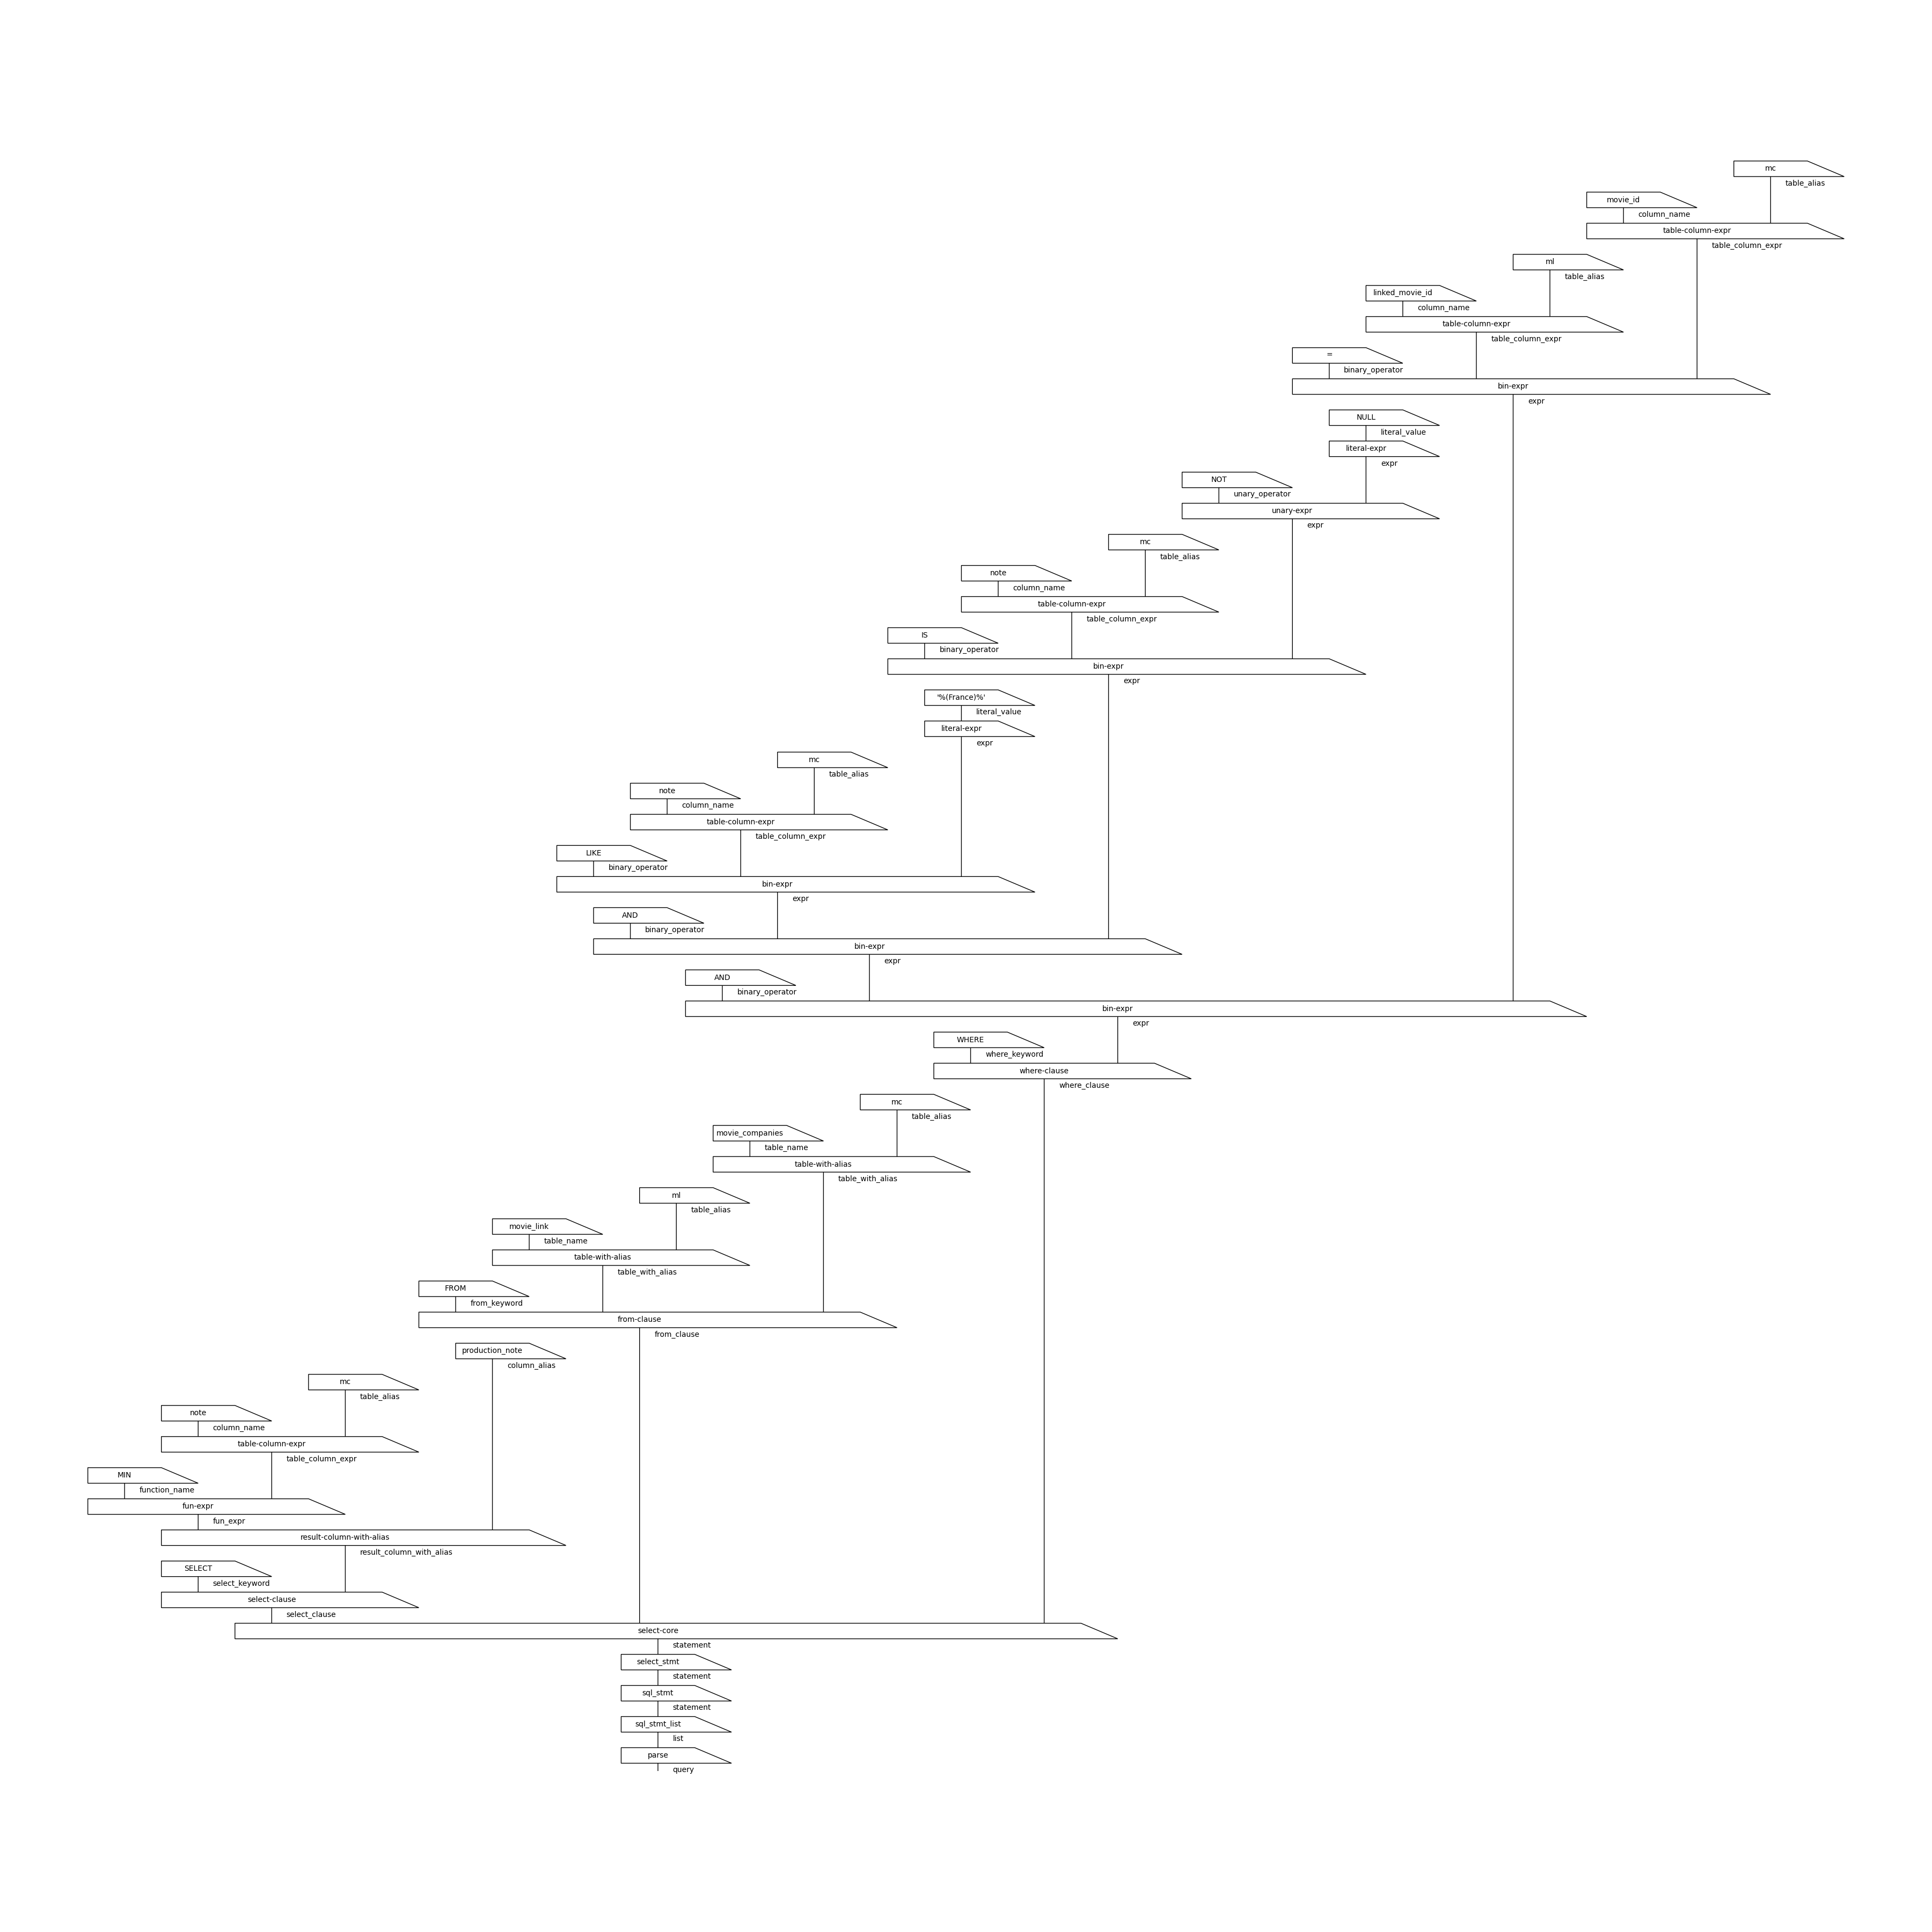 mc
table_alias
movie_id
column_name
table-column-expr
table_column_expr
ml
table_alias
linked_movie_id
column_name
table-column-expr
table_column_expr
=
binary_operator
bin-expr
expr
NULL
literal_value
literal-expr
expr
NOT
unary_operator
unary-expr
expr
mc
table_alias
note
column_name
table-column-expr
table_column_expr
IS
binary_operator
bin-expr
expr
'%(France)%'
literal_value
literal-expr
expr
mc
table_alias
note
column_name
table-column-expr
table_column_expr
LIKE
binary_operator
bin-expr
expr
AND
binary_operator
bin-expr
expr
AND
binary_operator
bin-expr
expr
WHERE
where_keyword
where-clause
where_clause
mc
table_alias
movie_companies
table_name
table-with-alias
table_with_alias
ml
table_alias
movie_link
table_name
table-with-alias
table_with_alias
FROM
from_keyword
from-clause
from_clause
production_note
column_alias
mc
table_alias
note
column_name
table-column-expr
table_column_expr
MIN
function_name
fun-expr
fun_expr
result-column-with-alias
result_column_with_alias
SELECT
select_keyword
select-clause
select_clause
select-core
statement
select_stmt
statement
sql_stmt
statement
sql_stmt_list
list
parse
query